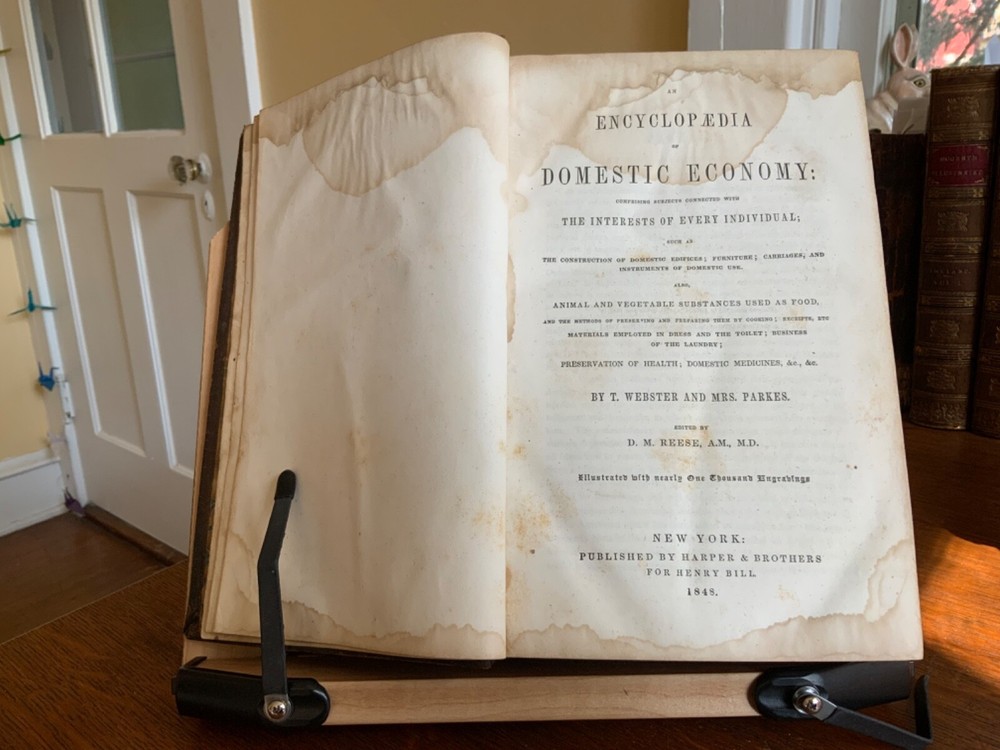 AN
ENCYCLOPÆDIA
OF
DOMESTIC ECONOMY:
COMPRISING SUBJECTS CONNECTED WITH
THE INTERESTS OF EVERY INDIVIDUAL;
SUCH AS
THE CONSTRUCTION OF DOMESTIC EDIFICES; FURNITURE; CARRIAGES, AND
INSTRUMENTS OF DOMESTIC USE.
ALSO,
ANIMAL AND VEGETABLE SUBSTANCES USED AS FOOD,
AND THE METHODS OF PRESERVING AND PREPARING THEM BY COOKING; RECEIPTS, ETC
MATERIALS EMPLOYED IN DRESS AND THE TOILET; BUSINESS
OF THE LAUNDRY;
PRESERVATION OF HEALTH; DOMESTIC MEDICINES, &c., &c.
BY T. WEBSTER AND MRS. PARKES.
EDITED BY
D. M. REESE, A.M., M.D.
Illustrated with nearly One Thousand Engravings
NEW YORK:
PUBLISHED BY HARPER & BROTHERS
FOR HENRY BILL.
1848.